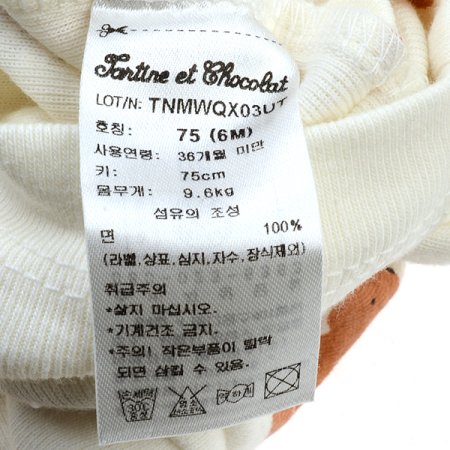 Tartine et Chocolat
LOT/N: TNMWQX03UT
호칭: 75 (6M)
사용연령: 36개월 미만
키: 75cm
몸무게: 9.6kg
섬유의 조성
면 100%
(라벨,상표,심지,자수,장식제외)
취급주의
*삶지 마십시오.
*기계건조 금지.
*주의! 작은부품이 탈락
되면 삼킬 수 있음.